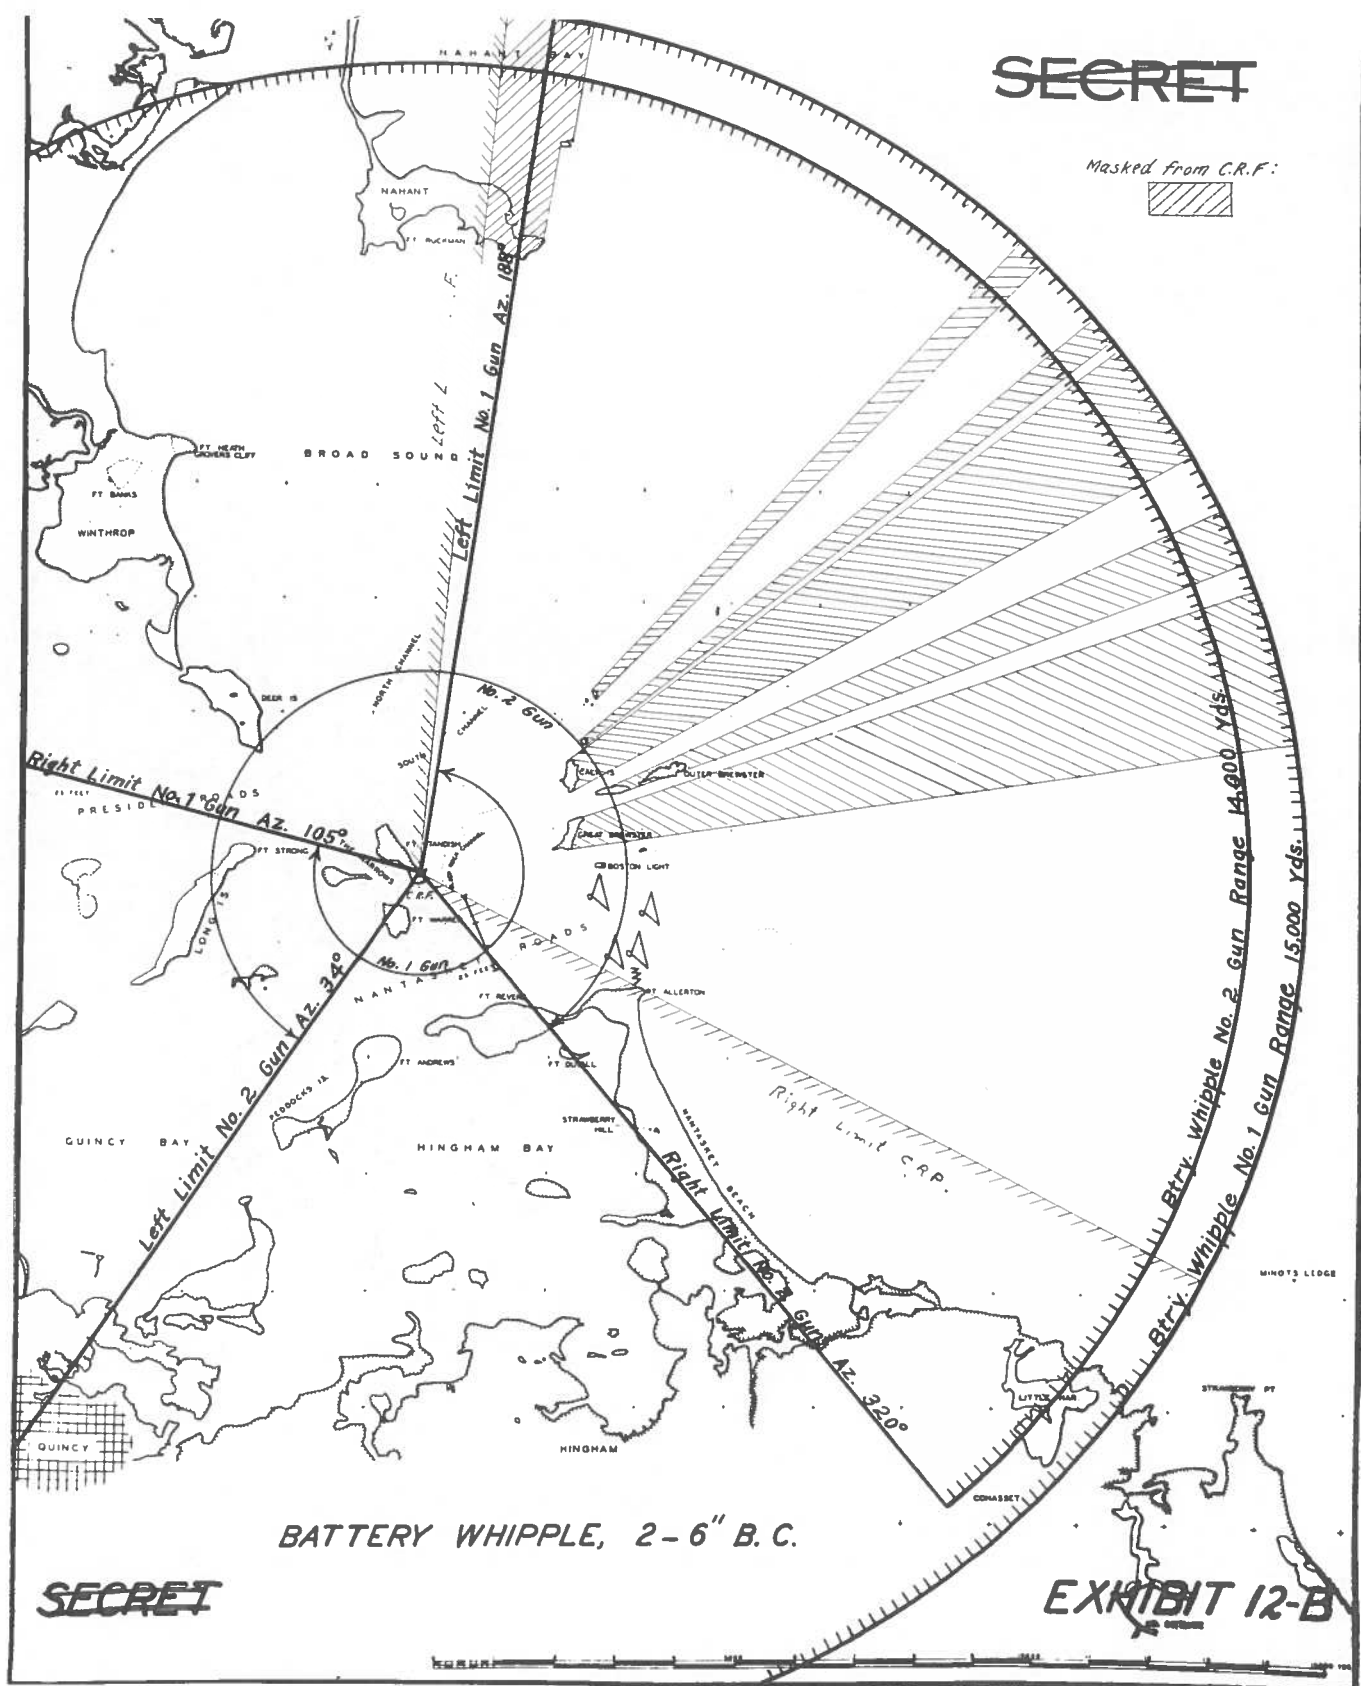 NAHANT BAY
SECRET
Masked from C.R.F:
NAHANT
FT RUCKMAN
Left L
F.
Left Limit No. 1 Gun Az. 188°
FT HEATH
GROVERS CLIFF
BROAD SOUND
FT BANKS
WINTHROP
NORTH CHANNEL
DEER IS
No. 2 Gun
SOUTH CHANNEL
Right Limit No. 1 Gun Az. 105°
PRESIDENT ROADS
CALF IS
OUTER BREWSTER
GREAT BREWSTER
FT STANDISH
THE NARROWS
FT STRONG
BOSTON LIGHT
C.R.F.
LONG IS
FT WARREN
No. 1 Gun
NANTASKET ROADS
FT REVERE
PT ALLERTON
FT ANDREWS
FT DUVALL
PEDDOCKS IS.
Left Limit No. 2 Gun Az. 34°
STRAWBERRY
HILL
NANTASKET BEACH
Right Limit C.R.P.
QUINCY BAY
HINGHAM BAY
Right Limit No. 2 Gun Az. 320°
Btry. Whipple No. 2 Gun Range 14,000 Yds.
Btry. Whipple No. 1 Gun Range 15,000 Yds.
MINOTS LEDGE
STRAWBERRY PT
LITTLE HAR
QUINCY
HINGHAM
COHASSET
BATTERY WHIPPLE, 2-6" B.C.
SECRET
EXHIBIT 12-B